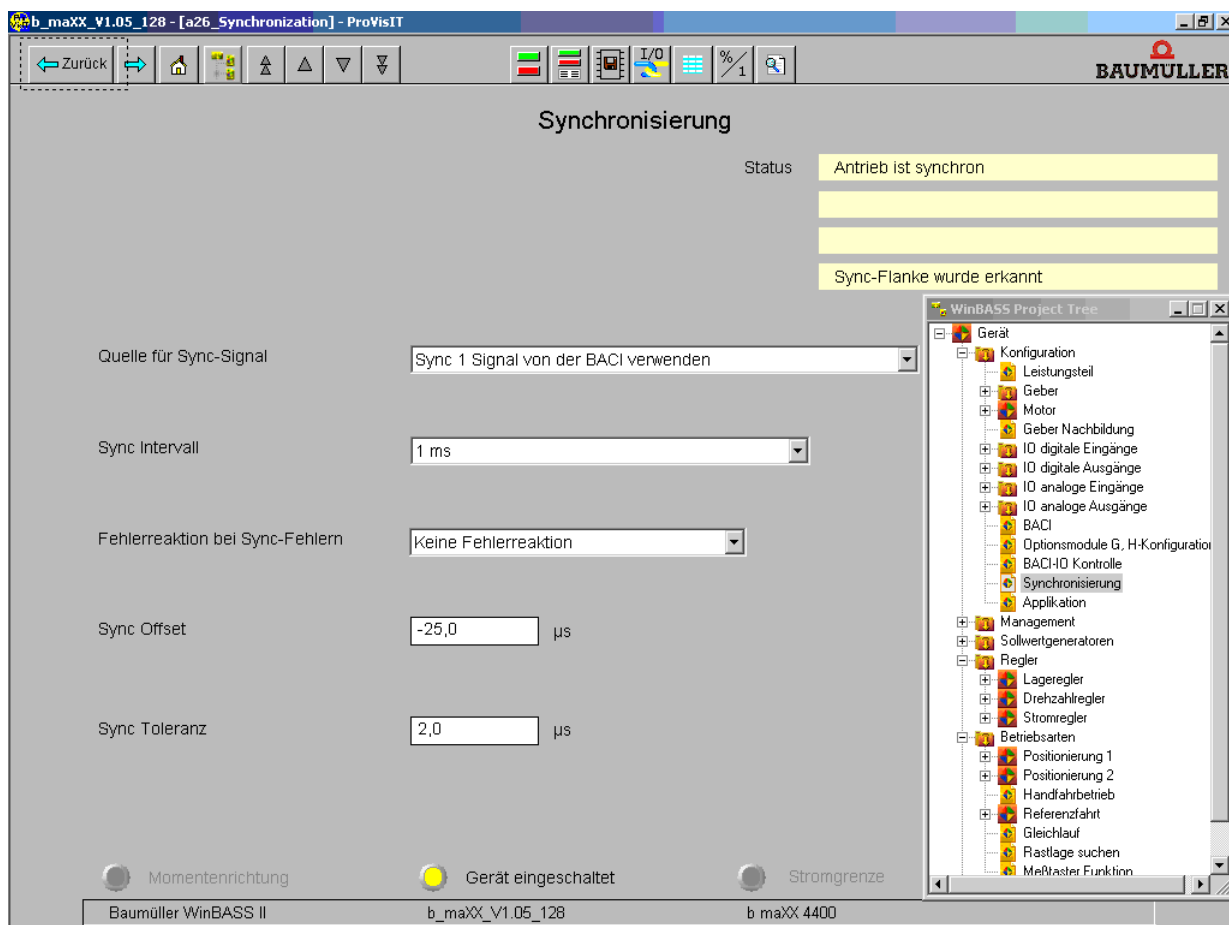 b_maXX_V1.05_128 - [a26_Synchronization] - ProVisIT
Zurück
I/O
%/1
BAUMÜLLER
Synchronisierung
Status
Antrieb ist synchron
Sync-Flanke wurde erkannt
Quelle für Sync-Signal
Sync 1 Signal von der BACI verwenden
Sync Intervall
1 ms
Fehlerreaktion bei Sync-Fehlern
Keine Fehlerreaktion
Sync Offset
-25,0
µs
Sync Toleranz
2,0
µs
WinBASS Project Tree
Gerät
Konfiguration
Leistungsteil
Geber
Motor
Geber Nachbildung
IO digitale Eingänge
IO digitale Ausgänge
IO analoge Eingänge
IO analoge Ausgänge
BACI
Optionsmodule G, H-Konfiguration
BACI-IO Kontrolle
Synchronisierung
Applikation
Management
Sollwertgeneratoren
Regler
Lageregler
Drehzahlregler
Stromregler
Betriebsarten
Positionierung 1
Positionierung 2
Handfahrbetrieb
Referenzfahrt
Gleichlauf
Rastlage suchen
Meßtaster Funktion
Momentenrichtung
Gerät eingeschaltet
Stromgrenze
Baumüller WinBASS II
b_maXX_V1.05_128
b maXX 4400